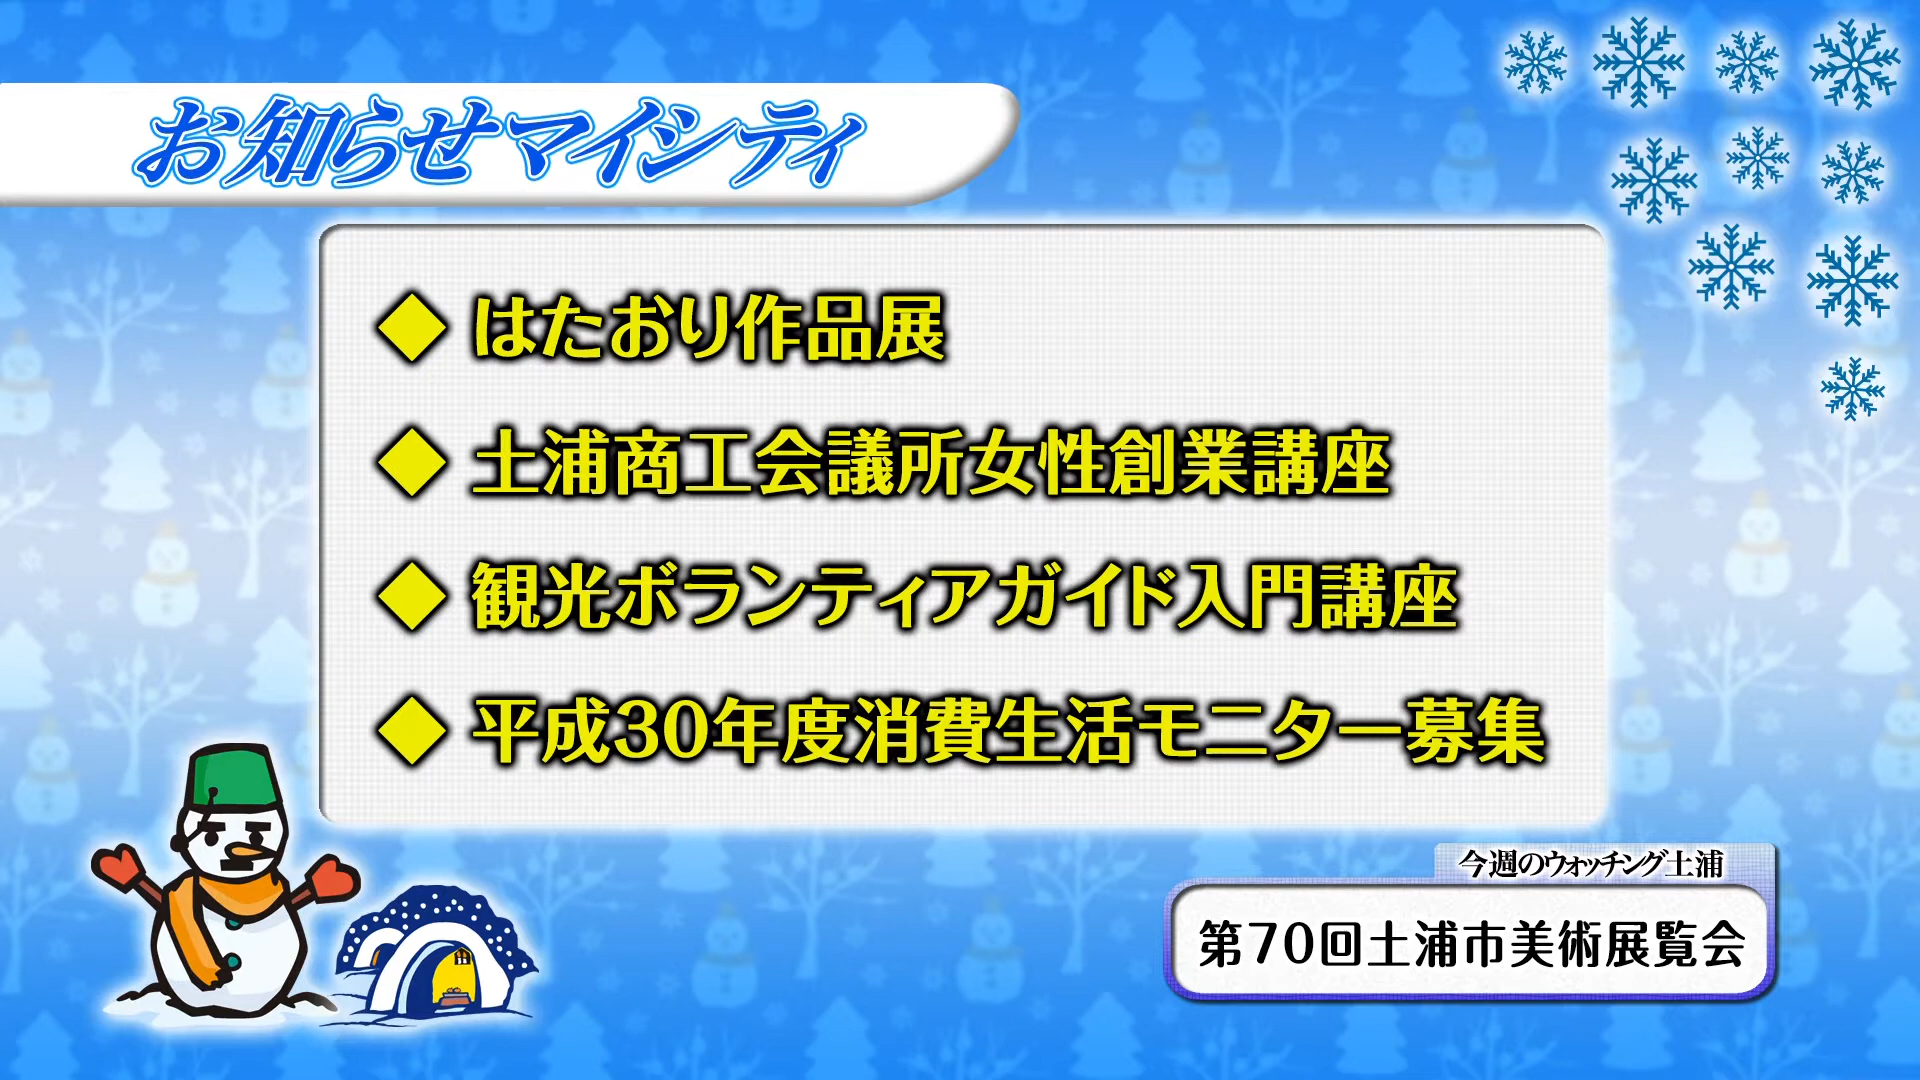 お知らせマイシティ
◆ はたおり作品展
◆ 土浦商工会議所女性創業講座
◆ 観光ボランティアガイド入門講座
◆ 平成30年度消費生活モニター募集
今週のウォッチング土浦
第70回土浦市美術展覧会